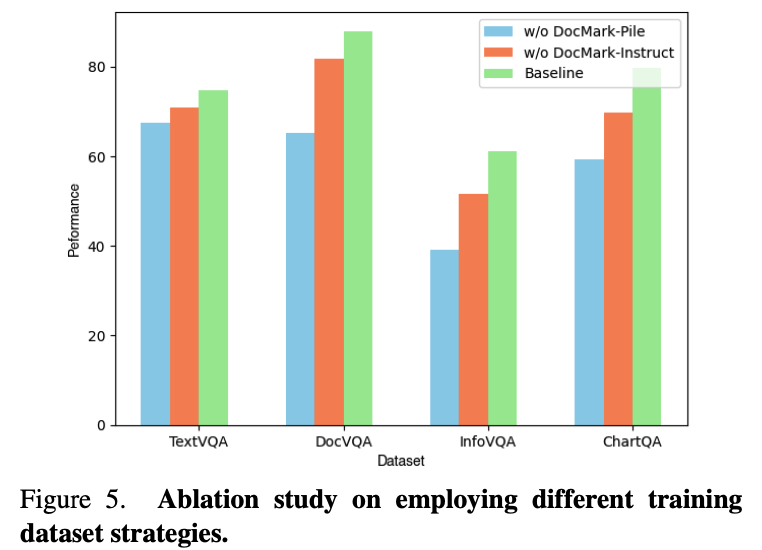 w/o DocMark-Pile
w/o DocMark-Instruct
Baseline
80
60
40
20
0
Peformance
TextVQA
DocVQA
InfoVQA
ChartQA
Dataset
Figure 5. Ablation study on employing different training
dataset strategies.